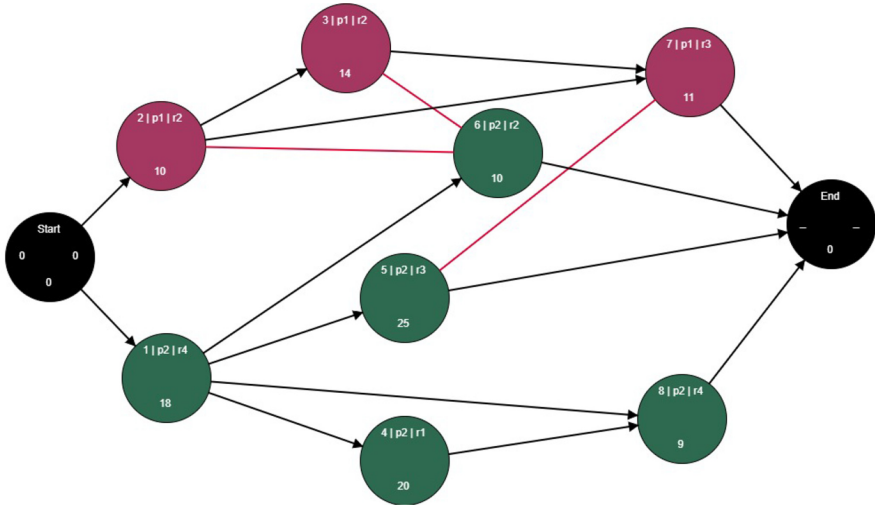 3 | p1 | r2
14
7 | p1 | r3
11
2 | p1 | r2
10
6 | p2 | r2
10
Start
0 0
0
End
_ _
0
5 | p2 | r3
25
1 | p2 | r4
18
8 | p2 | r4
9
4 | p2 | r1
20